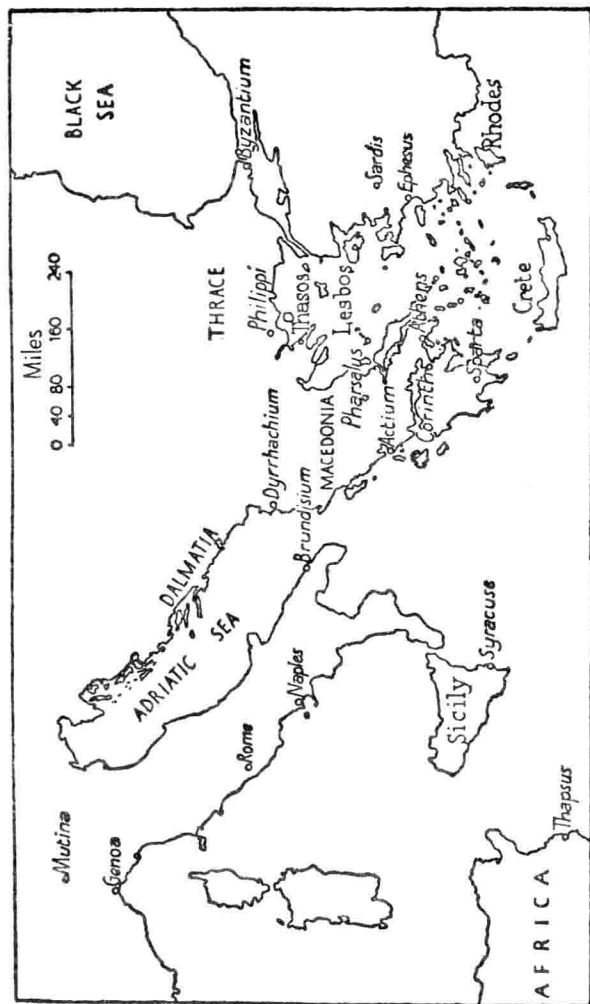 Miles
0 40 80 160 240
BLACK
SEA
Byzantium
THRACE
Philippi
Thasos
Lesbos
Sardis
Ephesus
Rhodes
Crete
Athens
Sparta
Corinth
Actium
Pharsalus
MACEDONIA
Dyrrhachium
Brundisium
DALMATIA
ADRIATIC SEA
Mutina
Genoa
Rome
Naples
Sicily
Syracuse
AFRICA
Thapsus